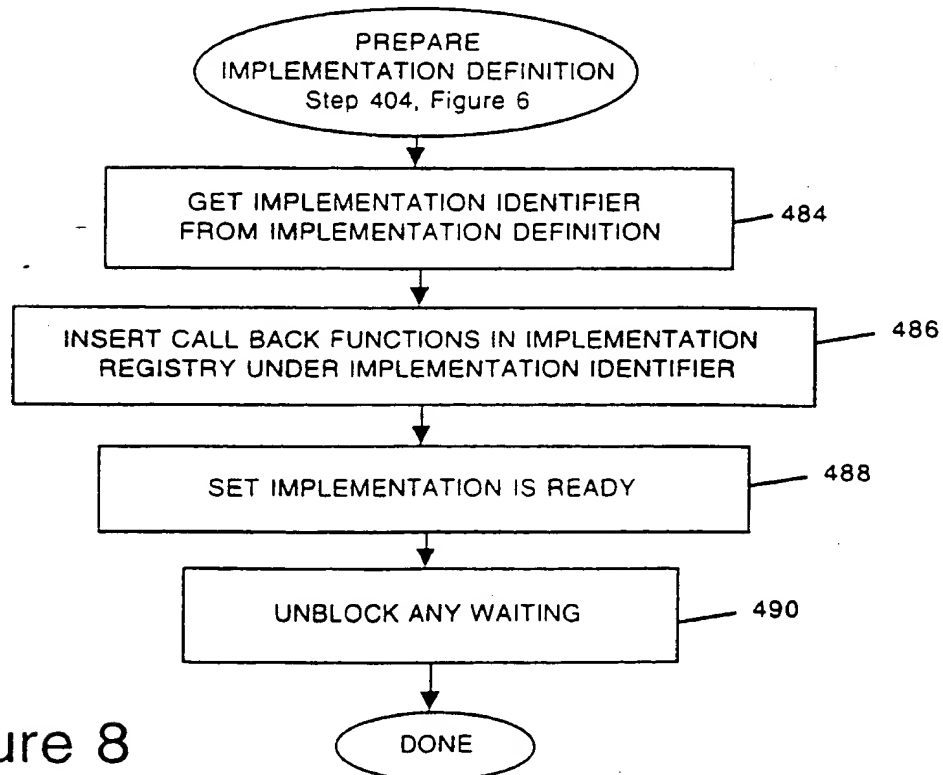 PREPARE
IMPLEMENTATION DEFINITION
Step 404, Figure 6
GET IMPLEMENTATION IDENTIFIER
FROM IMPLEMENTATION DEFINITION
484
INSERT CALL BACK FUNCTIONS IN IMPLEMENTATION
REGISTRY UNDER IMPLEMENTATION IDENTIFIER
486
SET IMPLEMENTATION IS READY
488
UNBLOCK ANY WAITING
490
DONE
ure 8